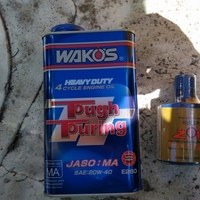 WAKO'S
HEAVY DUTY
4 CYCLE ENGINE OIL
Tough
Touring
JASO:MA
SAE:20W-40
MA